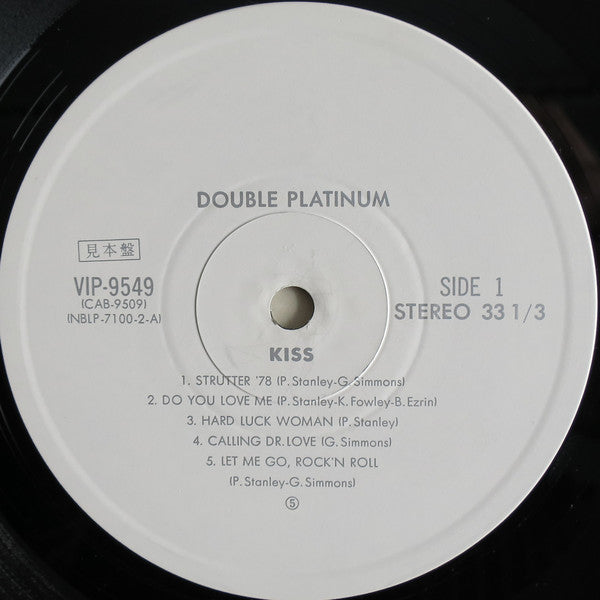 DOUBLE PLATINUM
見本盤
VIP-9549
(CAB-9509)
(NBLP-7100-2-A)
SIDE 1
STEREO 33 1/3
KISS
1. STRUTTER '78 (P. Stanley-G. Simmons)
2. DO YOU LOVE ME (P. Stanley-K. Fowley-B. Ezrin)
3. HARD LUCK WOMAN (P. Stanley)
4. CALLING DR. LOVE (G. Simmons)
5. LET ME GO, ROCK'N ROLL
(P. Stanley-G. Simmons)
⑤